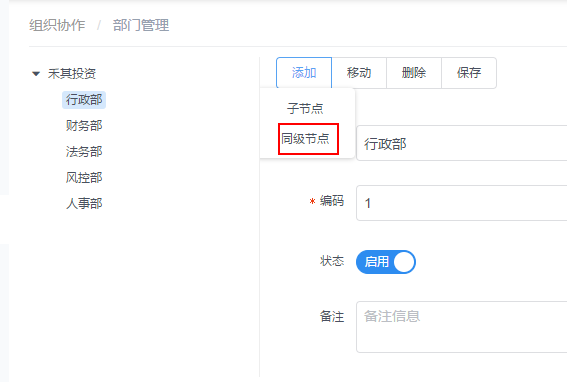 组织协作 / 部门管理
禾其投资
行政部
财务部
法务部
风控部
人事部
添加 移动 删除 保存
子节点
同级节点
行政部
* 编码 1
状态 启用
备注 备注信息